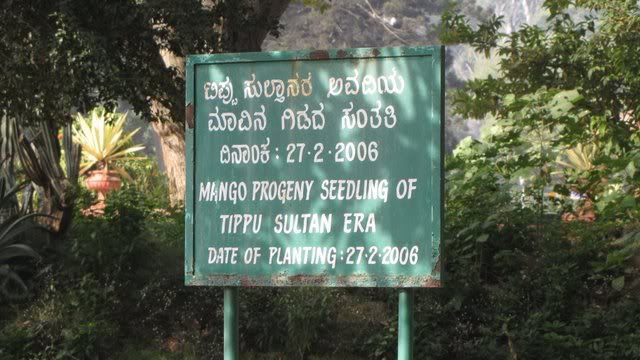 ಟಿಪ್ಪು ಸುಲ್ತಾನರ ಅವಧಿಯ
ಮಾವಿನ ಗಿಡದ ಸಂತತಿ
ದಿನಾಂಕ : 27-2-2006
MANGO PROGENY SEEDLING OF
TIPPU SULTAN ERA
DATE OF PLANTING : 27-2-2006